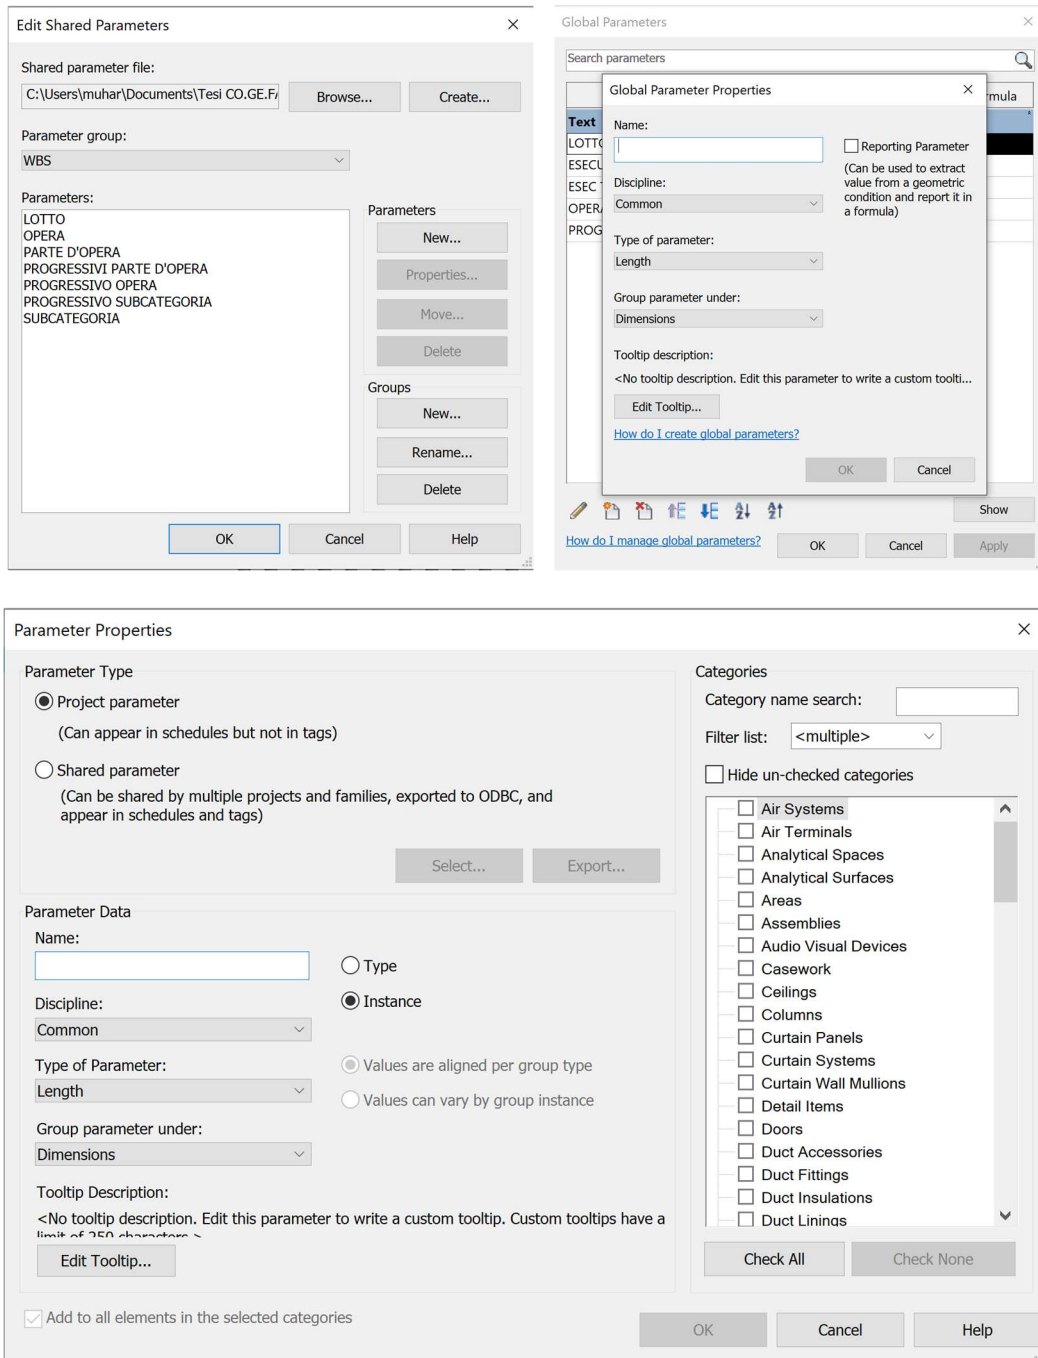 Edit Shared Parameters
Shared parameter file:
C:\Users\muhar\Documents\Tesi CO.GE.FA
Browse...
Create...
Parameter group:
WBS
Parameters:
LOTTO
OPERA
PARTE D'OPERA
PROGRESSIVI PARTE D'OPERA
PROGRESSIVO OPERA
PROGRESSIVO SUBCATEGORIA
SUBCATEGORIA
Parameters
New...
Properties...
Move...
Delete
Groups
New...
Rename...
Delete
OK
Cancel
Help
Global Parameters
Search parameters
Text
LOTTO
ESECU
ESEC
OPERA
PROG
mula
Global Parameter Properties
Name:
Reporting Parameter
(Can be used to extract
value from a geometric
condition and report it in
a formula)
Discipline:
Common
Type of parameter:
Length
Group parameter under:
Dimensions
Tooltip description:
<No tooltip description. Edit this parameter to write a custom toolti...
Edit Tooltip...
How do I create global parameters?
OK
Cancel
Show
How do I manage global parameters?
OK
Cancel
Apply
Parameter Properties
Parameter Type
Project parameter
(Can appear in schedules but not in tags)
Shared parameter
(Can be shared by multiple projects and families, exported to ODBC, and
appear in schedules and tags)
Select...
Export...
Parameter Data
Name:
Type
Discipline:
Instance
Common
Type of Parameter:
Values are aligned per group type
Length
Values can vary by group instance
Group parameter under:
Dimensions
Tooltip Description:
<No tooltip description. Edit this parameter to write a custom tooltip. Custom tooltips have a
limit of 250 characters.>
Edit Tooltip...
Add to all elements in the selected categories
Categories
Category name search:
Filter list:
<multiple>
Hide un-checked categories
Air Systems
Air Terminals
Analytical Spaces
Analytical Surfaces
Areas
Assemblies
Audio Visual Devices
Casework
Ceilings
Columns
Curtain Panels
Curtain Systems
Curtain Wall Mullions
Detail Items
Doors
Duct Accessories
Duct Fittings
Duct Insulations
Duct Linings
Check All
Check None
OK
Cancel
Help